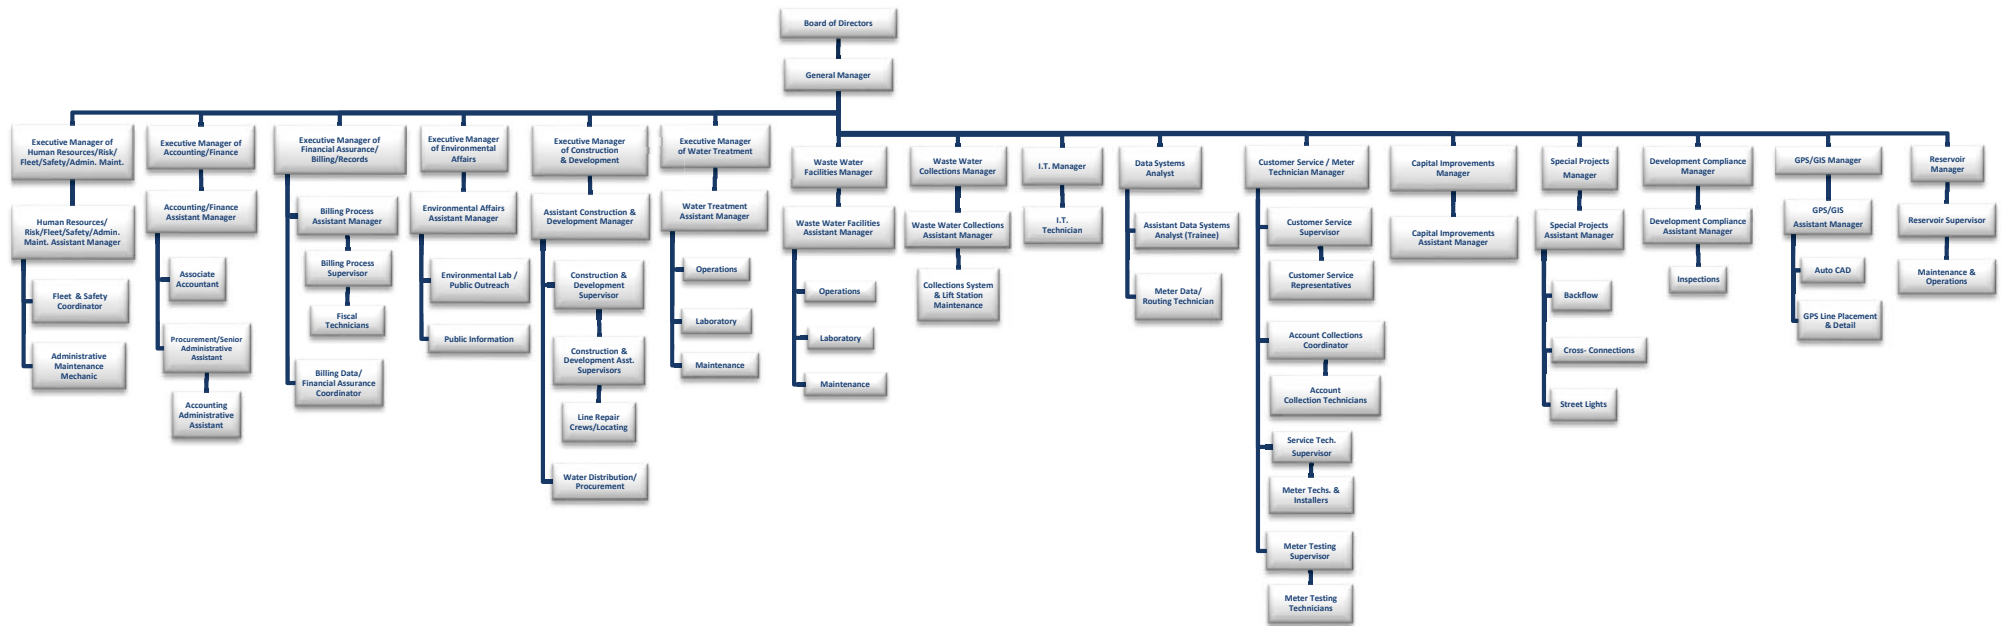 Board of Directors
General Manager
Executive Manager of
Human Resources/Risk/
Fleet/Safety/Admin. Maint.
Human Resources/
Risk/Fleet/Safety/Admin.
Maint. Assistant Manager
Fleet & Safety
Coordinator
Administrative
Maintenance
Mechanic
Executive Manager of
Accounting/Finance
Accounting/Finance
Assistant Manager
Associate
Accountant
Procurement/Senior
Administrative
Assistant
Accounting
Administrative
Assistant
Executive Manager of
Financial Assurance/
Billing/Records
Billing Process
Assistant Manager
Billing Process
Supervisor
Fiscal
Technicians
Billing Data/
Financial Assurance
Coordinator
Executive Manager
of Environmental
Affairs
Environmental Affairs
Assistant Manager
Environmental Lab /
Public Outreach
Public Information
Executive Manager
of Construction
& Development
Assistant Construction &
Development Manager
Construction &
Development
Supervisor
Construction &
Development Asst.
Supervisors
Line Repair
Crews/Locating
Water Distribution/
Procurement
Executive Manager
of Water Treatment
Water Treatment
Assistant Manager
Operations
Laboratory
Maintenance
Waste Water
Facilities Manager
Waste Water Facilities
Assistant Manager
Operations
Laboratory
Maintenance
Waste Water
Collections Manager
Waste Water Collections
Assistant Manager
Collections System
& Lift Station
Maintenance
I.T. Manager
I.T.
Technician
Data Systems
Analyst
Assistant Data Systems
Analyst (Trainee)
Meter Data/
Routing Technician
Customer Service / Meter
Technician Manager
Customer Service
Supervisor
Customer Service
Representatives
Account Collections
Coordinator
Account
Collection Technicians
Service Tech.
Supervisor
Meter Techs. &
Installers
Meter Testing
Supervisor
Meter Testing
Technicians
Capital Improvements
Manager
Capital Improvements
Assistant Manager
Special Projects
Manager
Special Projects
Assistant Manager
Backflow
Cross- Connections
Street Lights
Development Compliance
Manager
Development Compliance
Assistant Manager
Inspections
GPS/GIS Manager
GPS/GIS
Assistant Manager
Auto CAD
GPS Line Placement
& Detail
Reservoir
Manager
Reservoir Supervisor
Maintenance &
Operations